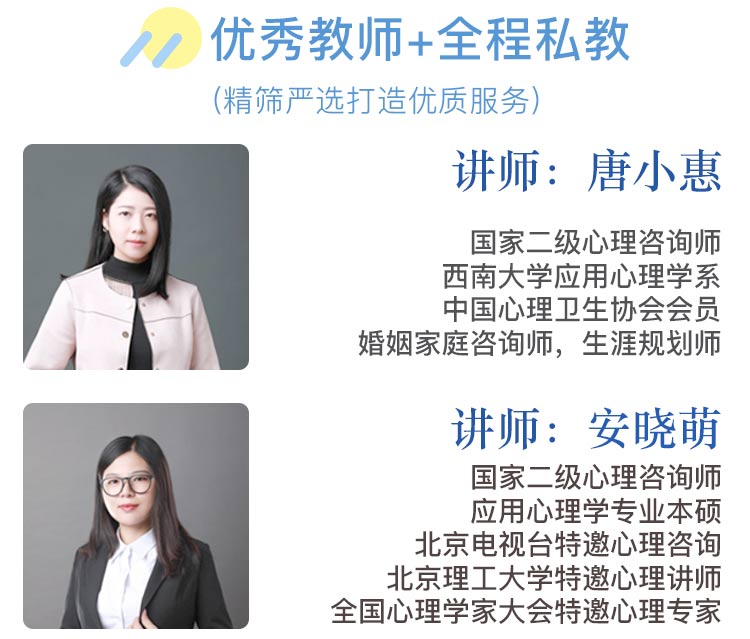 优秀教师+全程私教
(精筛严选打造优质服务)
讲师：唐小惠
国家二级心理咨询师
西南大学应用心理学系
中国心理卫生协会会员
婚姻家庭咨询师，生涯规划师
讲师：安晓萌
国家二级心理咨询师
应用心理学专业本硕
北京电视台特邀心理咨询
北京理工大学特邀心理讲师
全国心理学家大会特邀心理专家